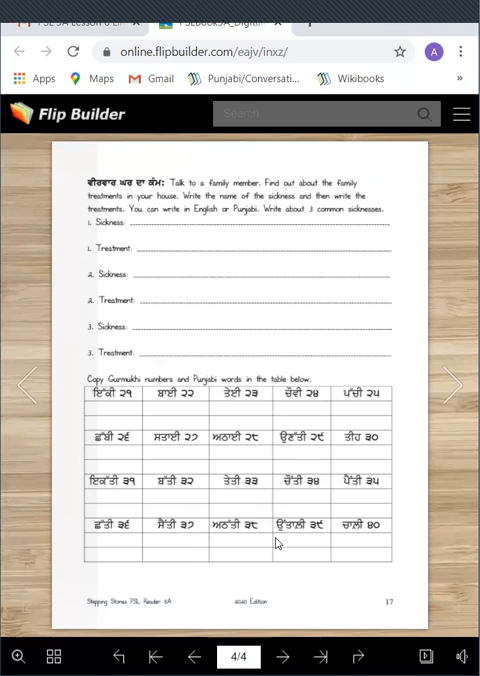 online.flipbuilder.com/eajv/inxz/
A
Apps Maps Gmail Punjabi/Conversati... Wikibooks »
Flip Builder Search...
ਵੀਰਵਾਰ ਘਰ ਦਾ ਕੰਮ: Talk to a family member. Find out about the family
treatments in your house. Write the name of the sickness and then write the
treatments. You can write in English or Punjabi. Write about 3 common sicknesses.
1. Sickness:
1. Treatment:
2. Sickness:
2. Treatment:
3. Sickness:
3. Treatment:
Copy Gurmukhi numbers and Punjabi words in the table below.
ਇੱਕੀ ੨੧ ਬਾਈ ੨੨ ਤੇਈ ੨੩ ਚੌਵੀ ੨੪ ਪੱਚੀ ੨੫
ਛੱਬੀ ੨੬ ਸਤਾਈ ੨੭ ਅਠਾਈ ੨੮ ਉਣੱਤੀ ੨੯ ਤੀਹ ੩੦
ਇਕੱਤੀ ੩੧ ਬੱਤੀ ੩੨ ਤੇਤੀ ੩੩ ਚੌਂਤੀ ੩੪ ਪੈਂਤੀ ੩੫
ਛੱਤੀ ੩੬ ਸੈਂਤੀ ੩੭ ਅਠੱਤੀ ੩੮ ਉੱਤਾਲ਼ੀ ੩੯ ਚਾਲ਼ੀ ੪੦
Stepping Stones PSL Reader 5A 2020 Edition 17
4/4